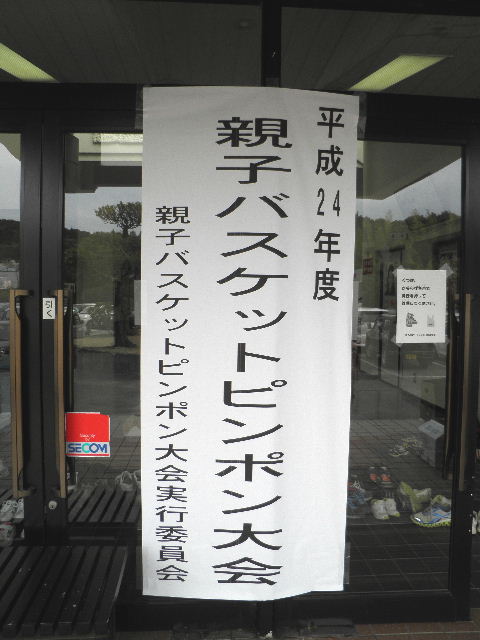 平成24年度
親子バスケットピンポン大会
親子バスケットピンポン大会実行委員会
引く
SECOM